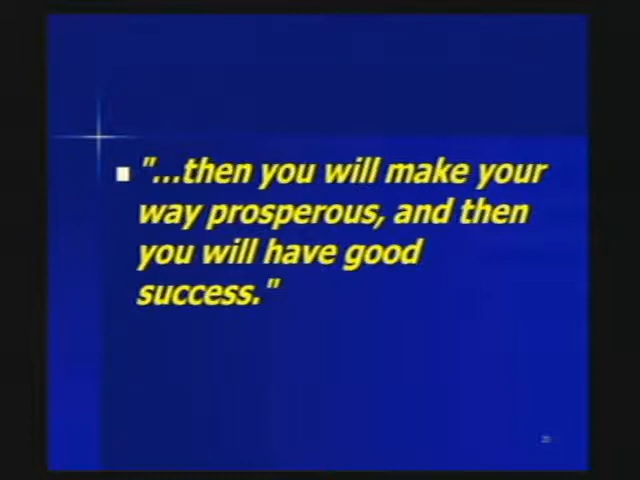 "...then you will make your
way prosperous, and then
you will have good
success."